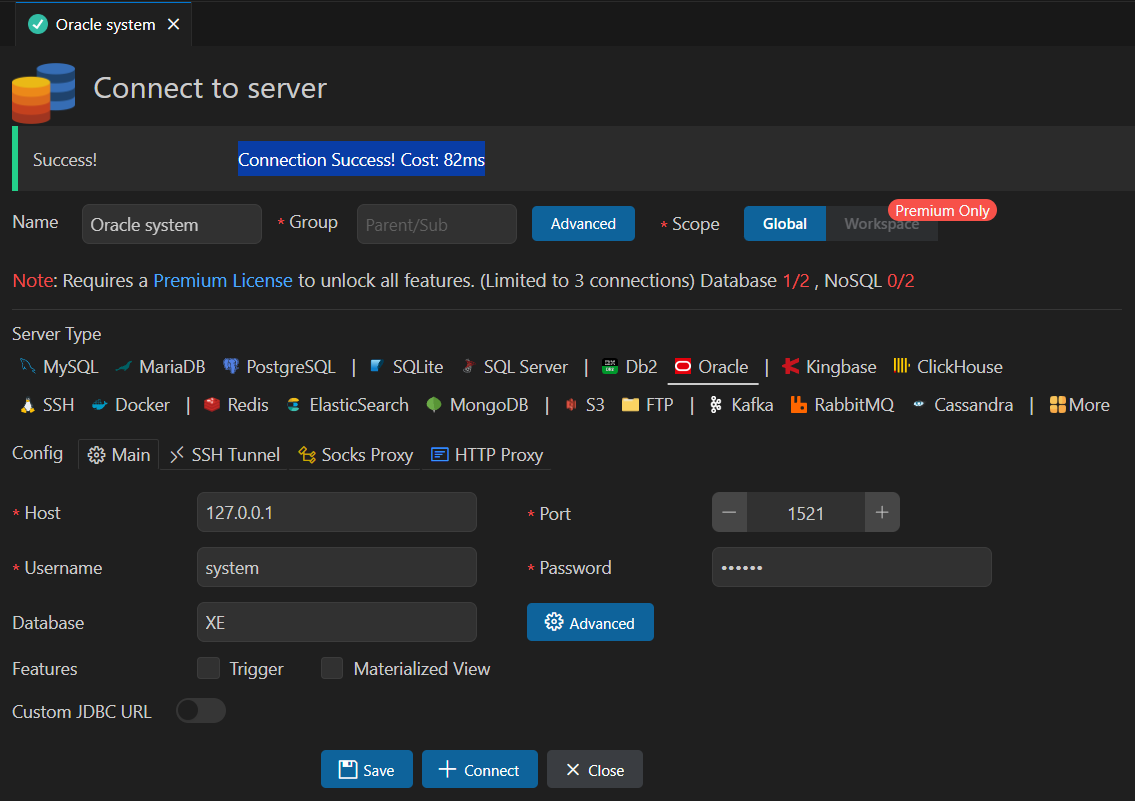 Oracle system
Connect to server
Success! Connection Success! Cost: 82ms
Premium Only
Name Oracle system * Group Parent/Sub Advanced * Scope Global Workspace
Note: Requires a Premium License to unlock all features. (Limited to 3 connections) Database 1/2 , NoSQL 0/2
Server Type
MySQL MariaDB PostgreSQL | SQLite SQL Server | Db2 Oracle | Kingbase ClickHouse
SSH Docker | Redis ElasticSearch MongoDB | S3 FTP | Kafka RabbitMQ Cassandra | More
Config Main SSH Tunnel Socks Proxy HTTP Proxy
* Host 127.0.0.1 * Port 1521
* Username system * Password ••••••
Database XE Advanced
Features Trigger Materialized View
Custom JDBC URL
Save Connect Close